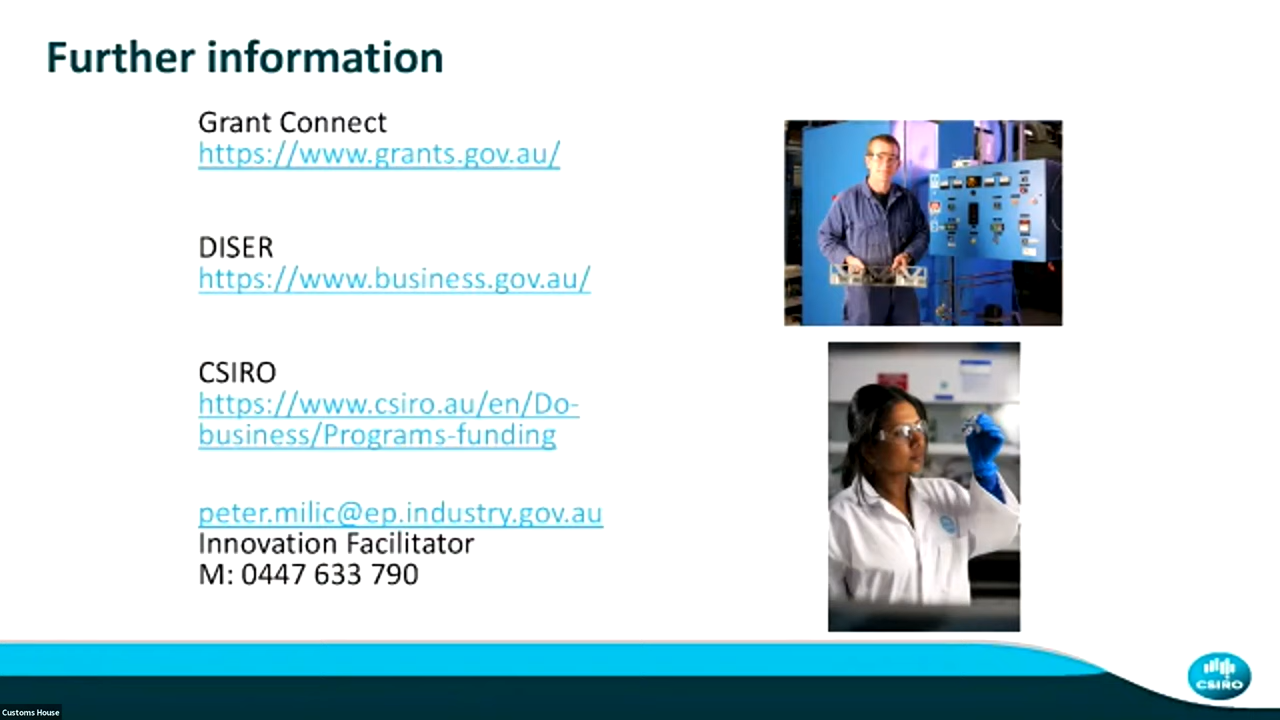 Further information
Grant Connect
https://www.grants.gov.au/
DISER
https://www.business.gov.au/
CSIRO
https://www.csiro.au/en/Do-
business/Programs-funding
peter.milic@ep.industry.gov.au
Innovation Facilitator
M: 0447 633 790
CSIRO
Customs House